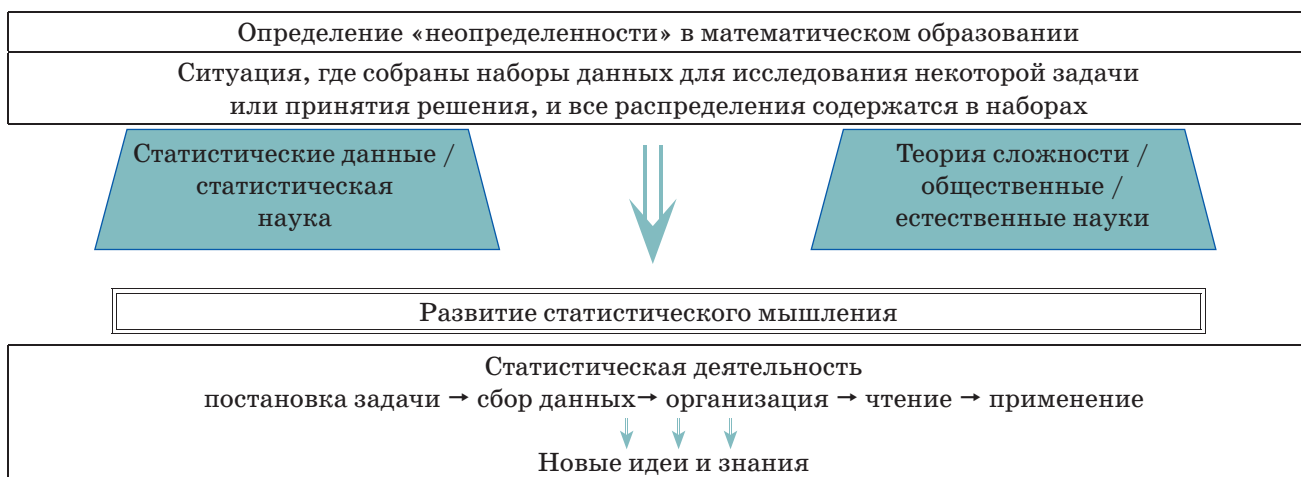 Определение «неопределенности» в математическом образовании
Ситуация, где собраны наборы данных для исследования некоторой задачи
или принятия решения, и все распределения содержатся в наборах
Статистические данные /
статистическая
наука
Теория сложности /
общественные /
естественные науки
Развитие статистического мышления
Статистическая деятельность
постановка задачи → сбор данных→ организация → чтение → применение
Новые идеи и знания